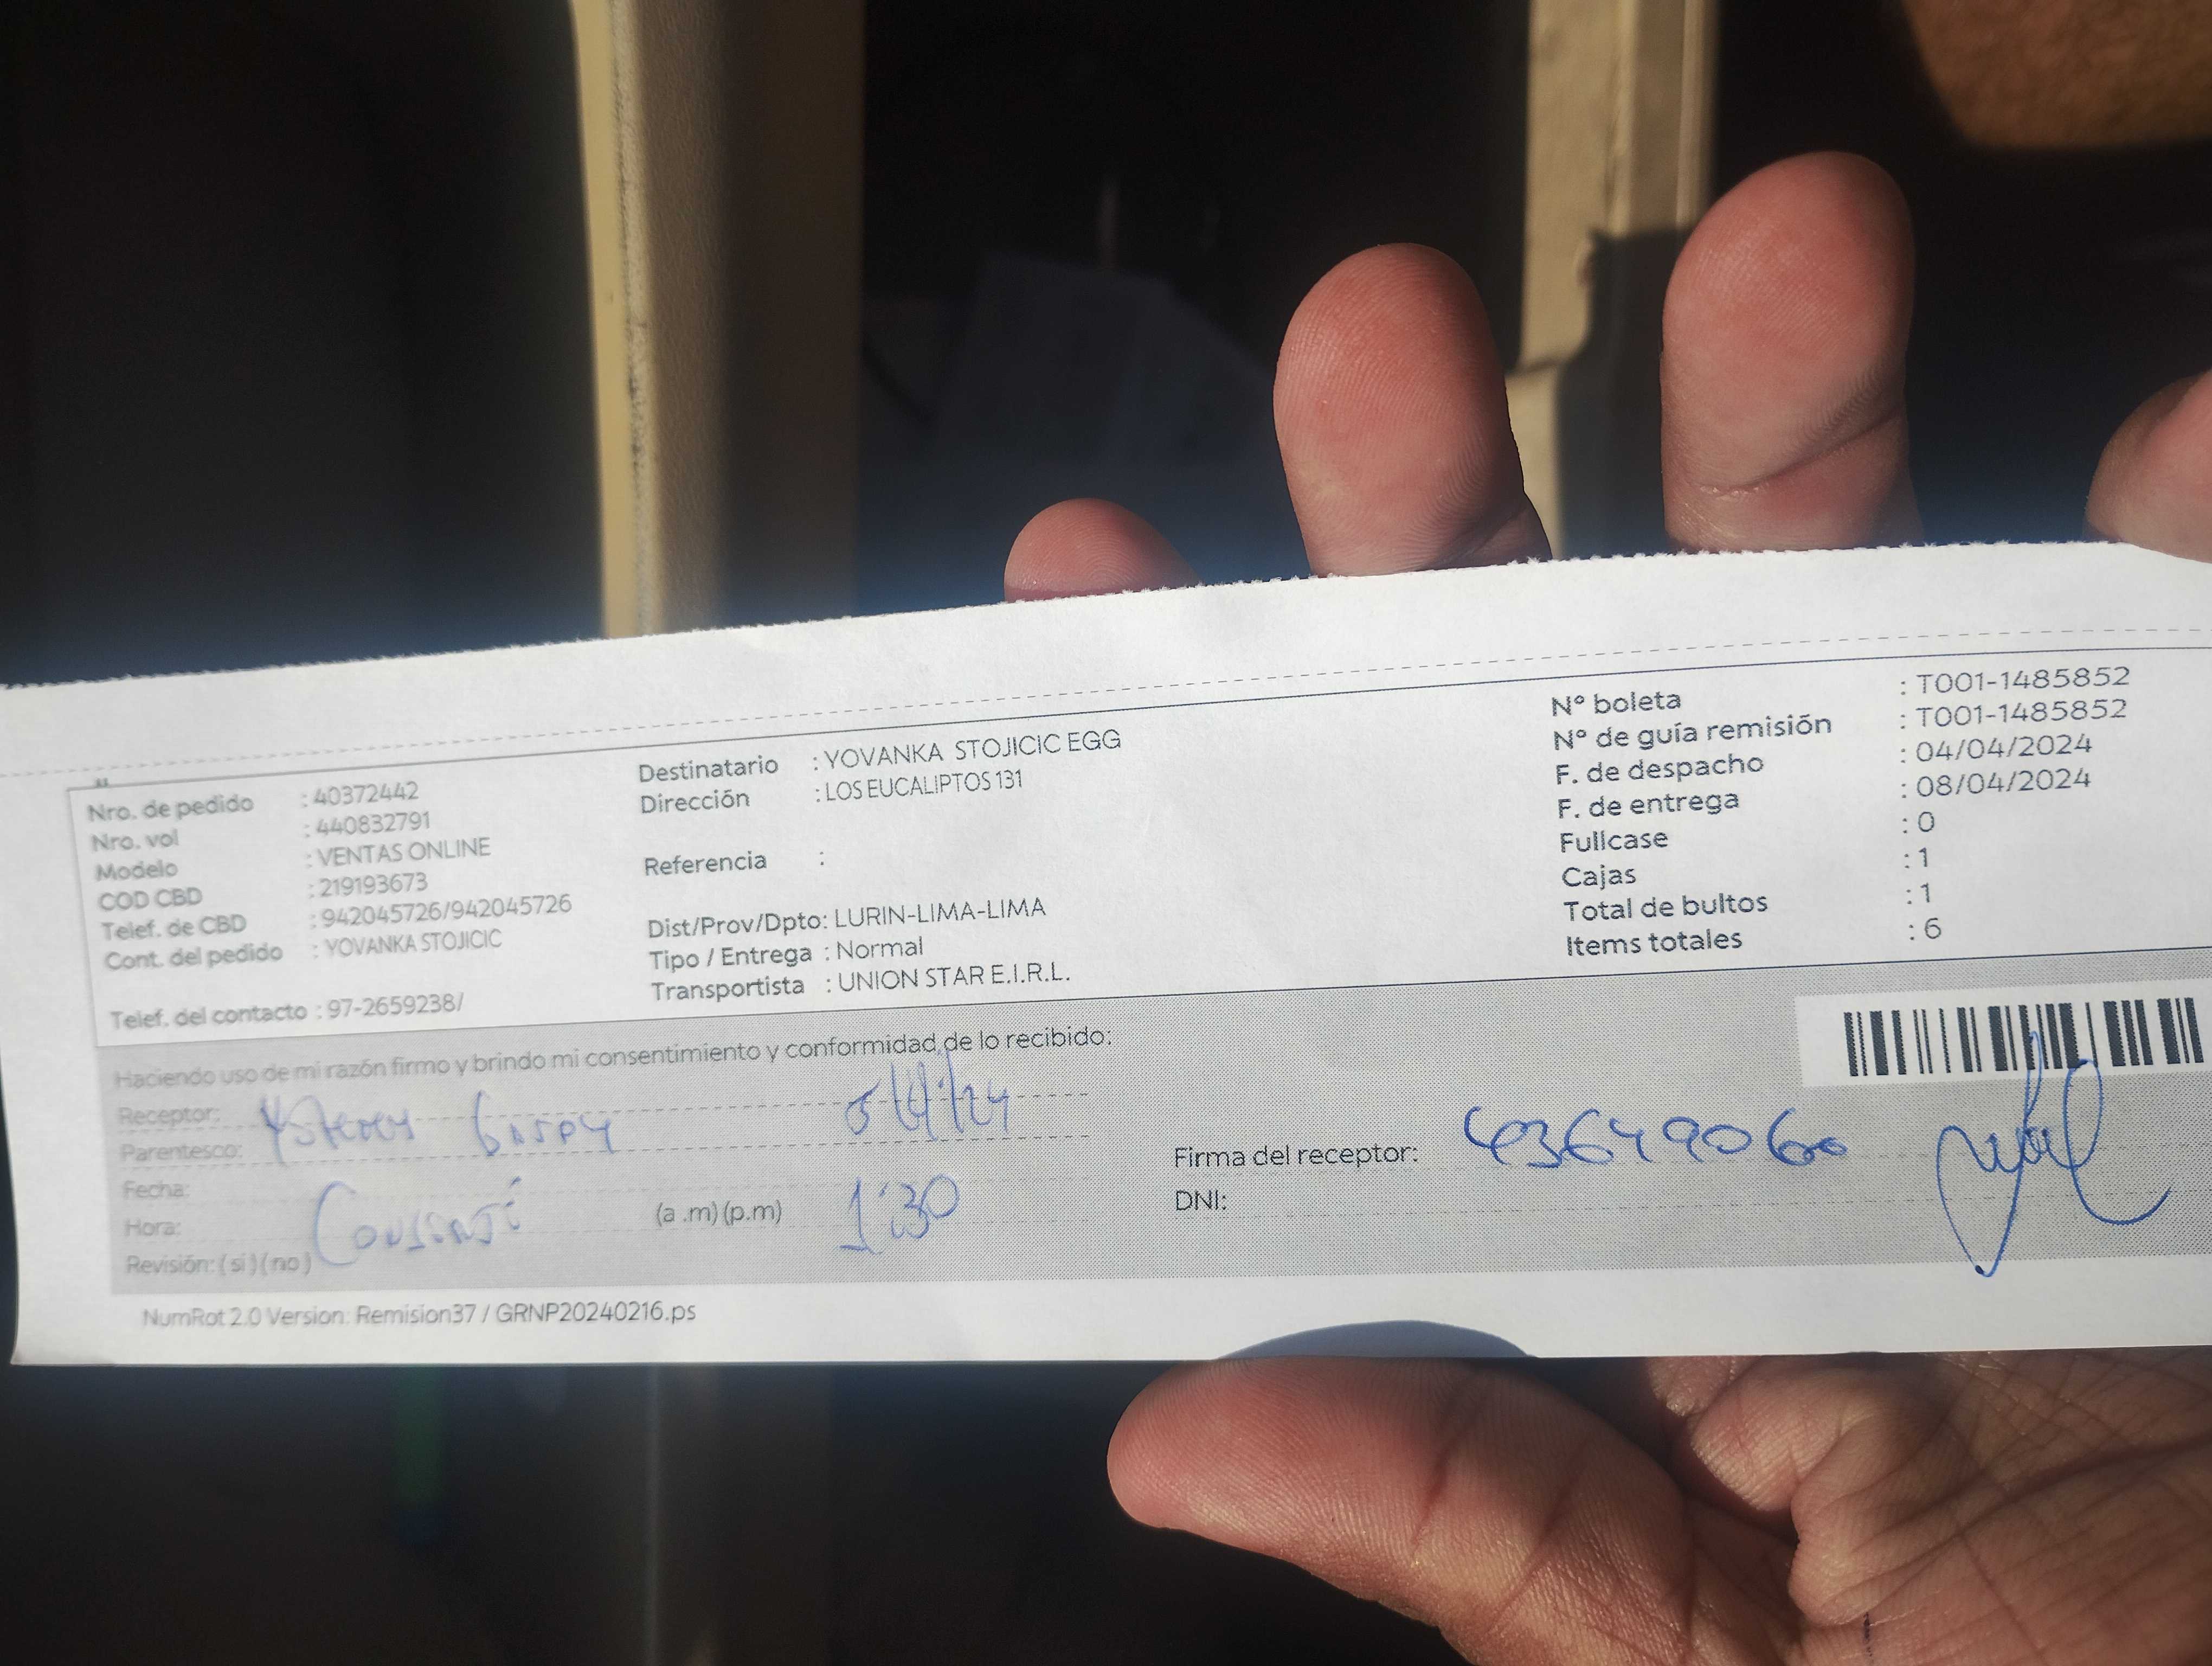 Nro. de pedido : 40372442
Nro. vol : 440832791
Modelo : VENTAS ONLINE
COD CBD : 219193673
Telef. de CBD : 942045726/942045726
Cont. del pedido : YOVANKA STOJICIC
Telef. del contacto : 97-2659238/
Destinatario : YOVANKA STOJICIC EGG
Dirección : LOS EUCALIPTOS 131
Referencia :
Dist/Prov/Dpto: LURIN-LIMA-LIMA
Tipo / Entrega : Normal
Transportista : UNION STAR E.I.R.L.
N° boleta : T001-1485852
N° de guía remisión : T001-1485852
F. de despacho : 04/04/2024
F. de entrega : 08/04/2024
Fullcase : 0
Cajas : 1
Total de bultos : 1
Items totales : 6
Haciendo uso de mi razón firmo y brindo mi consentimiento y conformidad de lo recibido:
Receptor: 5/4/24
Parentesco:
Fecha:
Hora: (a .m) (p.m) 1:30
Revisión: ( si ) ( no )
Firma del receptor: 43649060
DNI:
NumRot 2.0 Version: Remision37 / GRNP20240216.ps